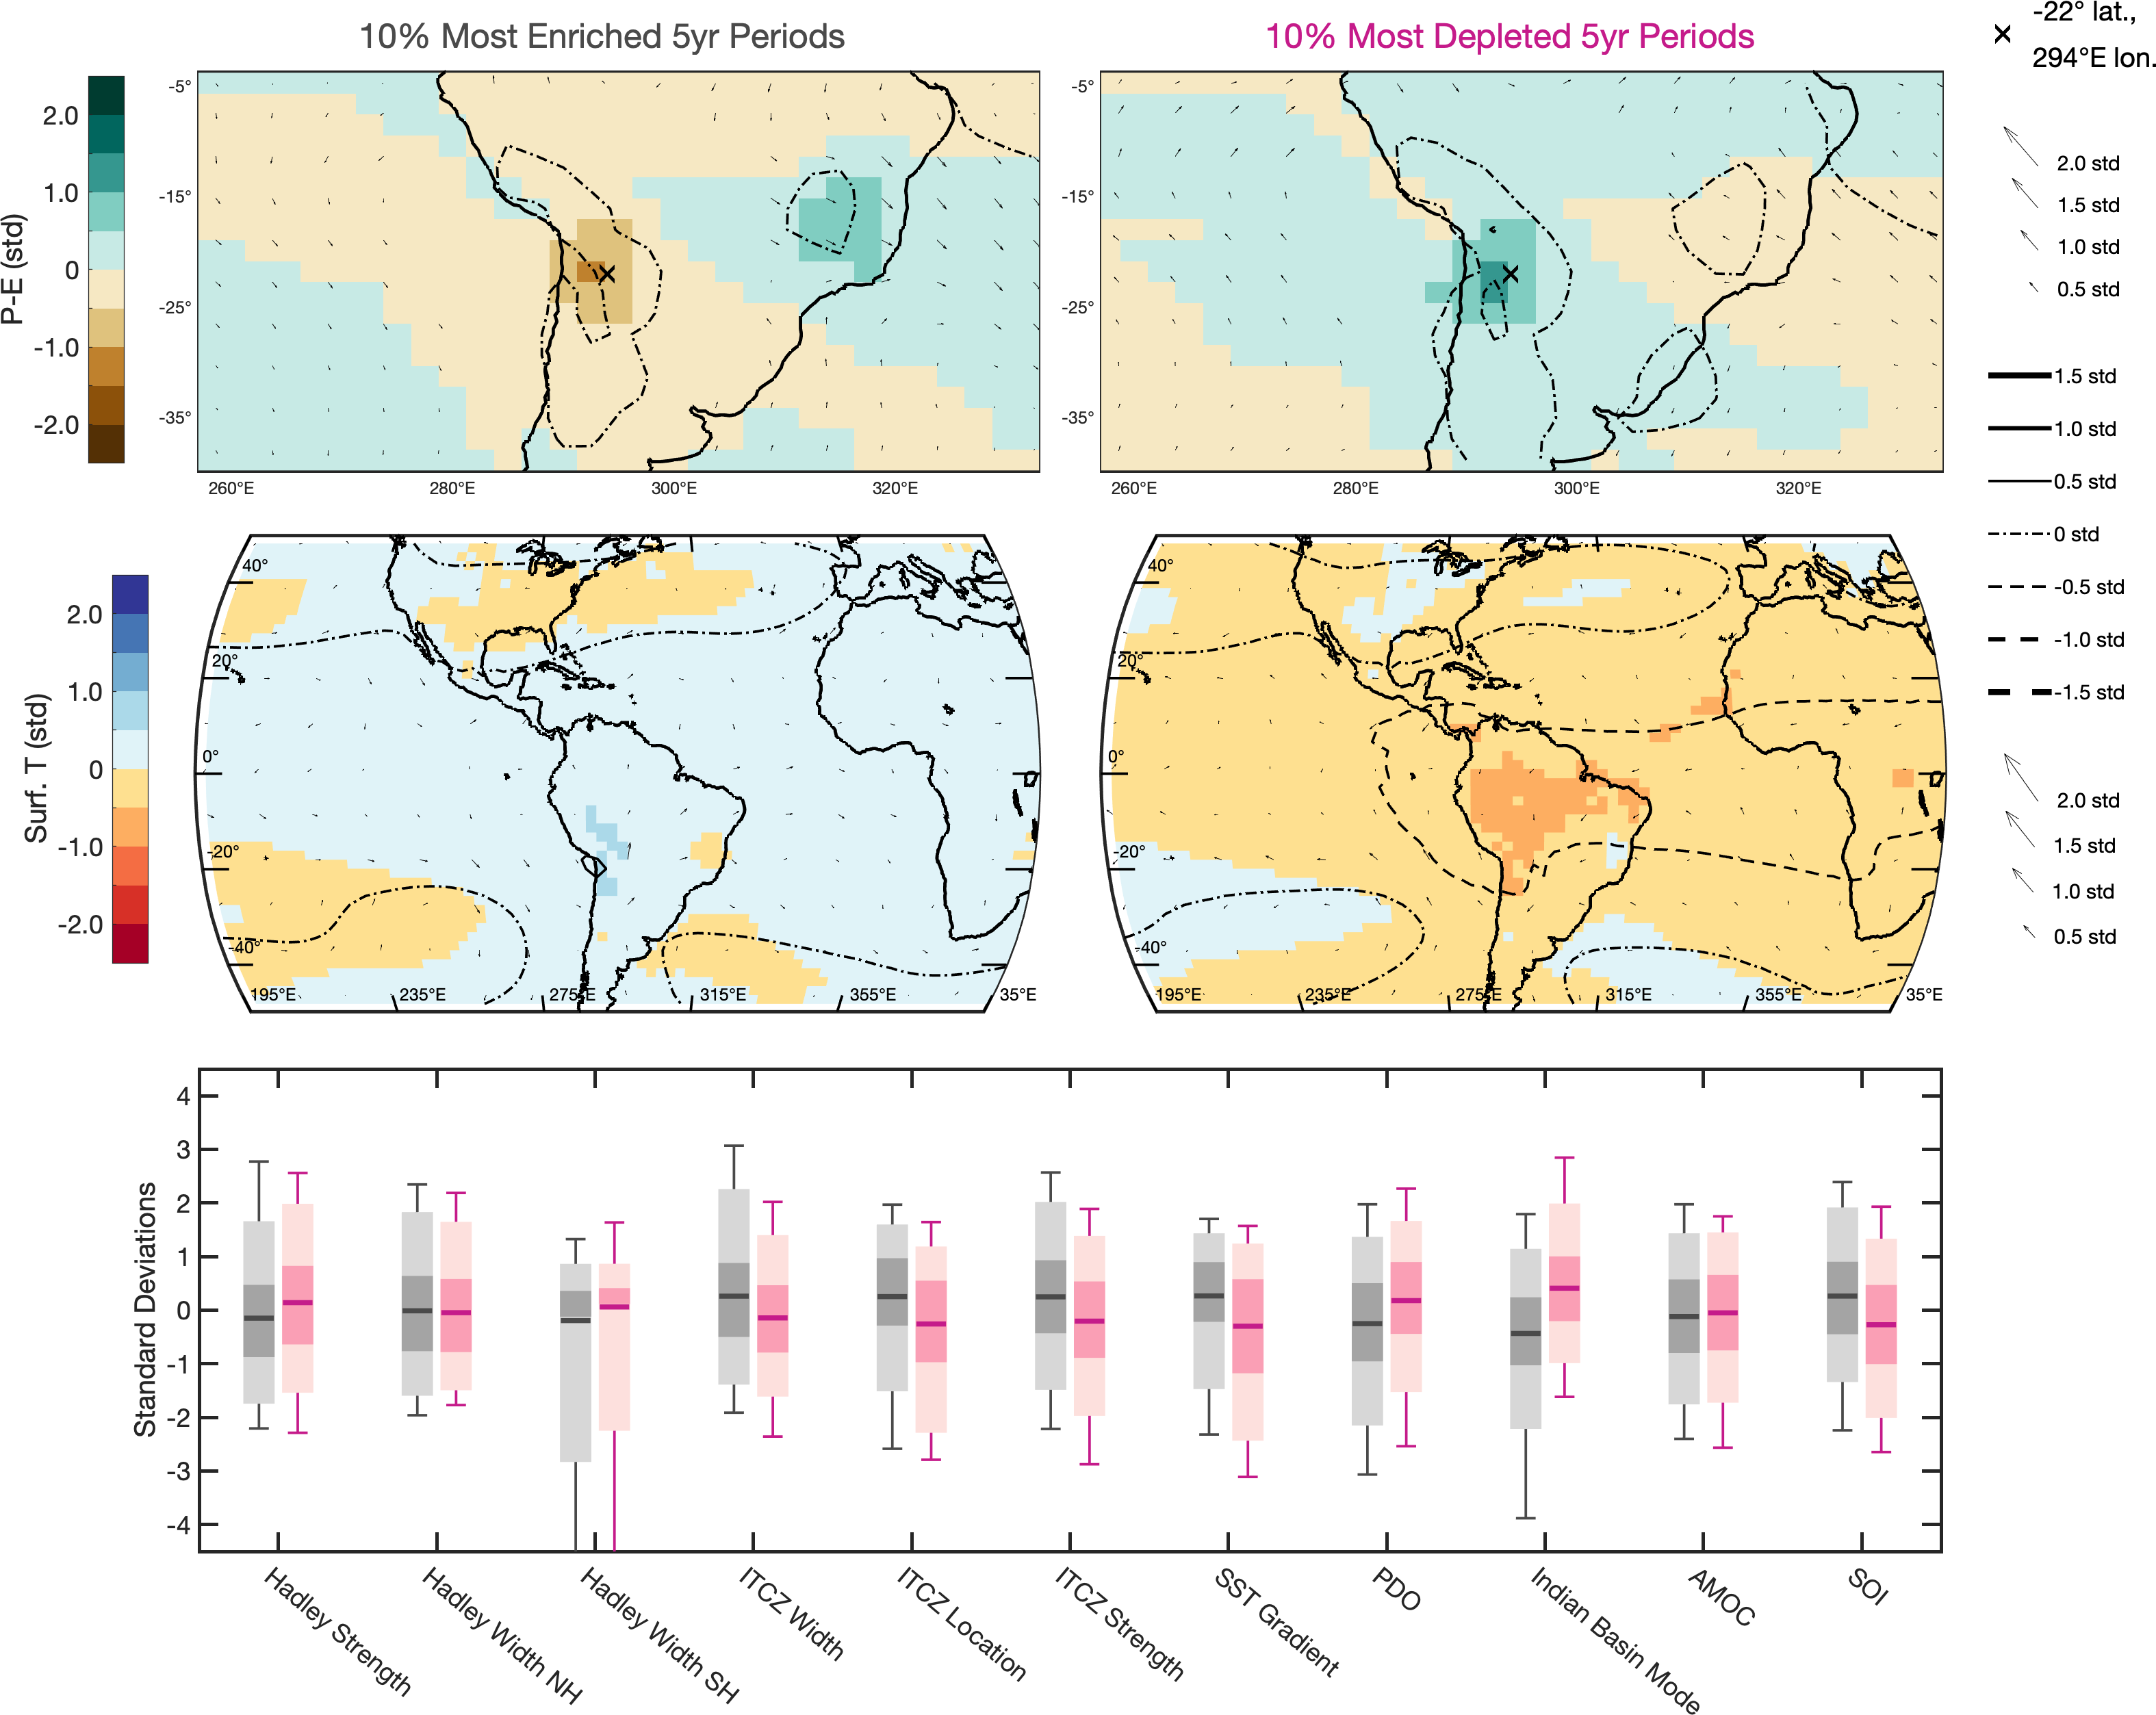 10% Most Enriched 5yr Periods
10% Most Depleted 5yr Periods
-22° lat.,
294°E lon.
P-E (std)
2.0
1.0
0
-1.0
-2.0
-5°
-15°
-25°
-35°
260°E
280°E
300°E
320°E
-5°
-15°
-25°
-35°
260°E
280°E
300°E
320°E
2.0 std
1.5 std
1.0 std
0.5 std
1.5 std
1.0 std
0.5 std
0 std
-0.5 std
-1.0 std
-1.5 std
2.0 std
1.5 std
1.0 std
0.5 std
Surf. T (std)
2.0
1.0
0
-1.0
-2.0
40°
20°
0°
-20°
-40°
195°E
235°E
275°E
315°E
355°E
35°E
40°
20°
0°
-20°
-40°
195°E
235°E
275°E
315°E
355°E
35°E
Standard Deviations
4
3
2
1
0
-1
-2
-3
-4
Hadley Strength
Hadley Width NH
Hadley Width SH
ITCZ Width
ITCZ Location
ITCZ Strength
SST Gradient
PDO
Indian Basin Mode
AMOC
SOI